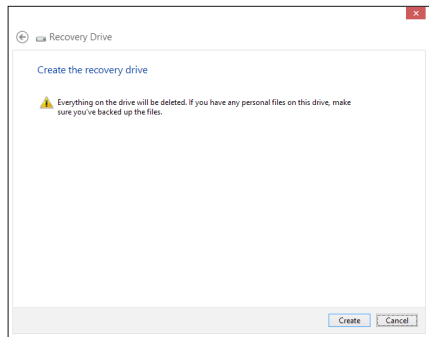 Recovery Drive
Create the recovery drive
Everything on the drive will be deleted. If you have any personal files on this drive, make
sure you've backed up the files.
Create Cancel